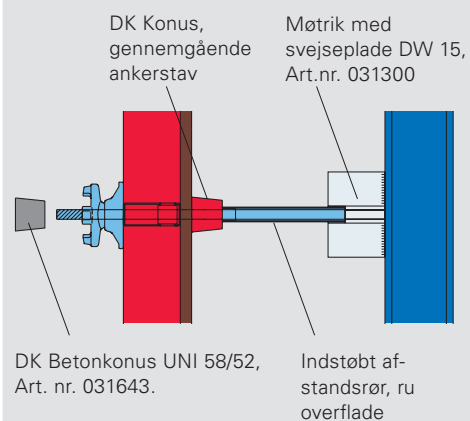 DK Konus,
gennemgående
ankerstav
Møtrik med
svejseplade DW 15,
Art.nr. 031300
DK Betonkonus UNI 58/52,
Art. nr. 031643.
Indstøbt af-
standsrør, ru
overflade